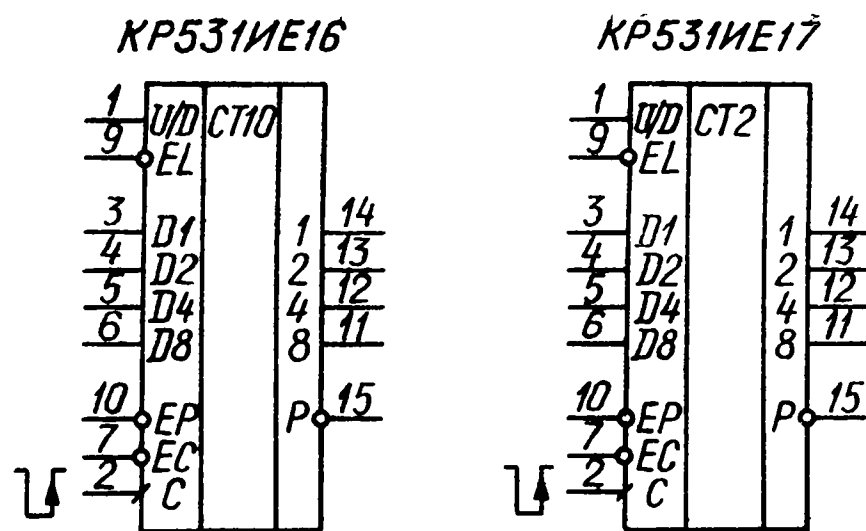 КР531ИЕ16 КР531ИЕ17
1 U/D СТ10 1 U/D СТ2
9 EL 9 EL
3 D1 1 14 3 D1 1 14
4 D2 2 13 4 D2 2 13
5 D4 4 12 5 D4 4 12
6 D8 8 11 6 D8 8 11
10 EP P 15 10 EP P 15
7 EC 7 EC
2 C 2 C